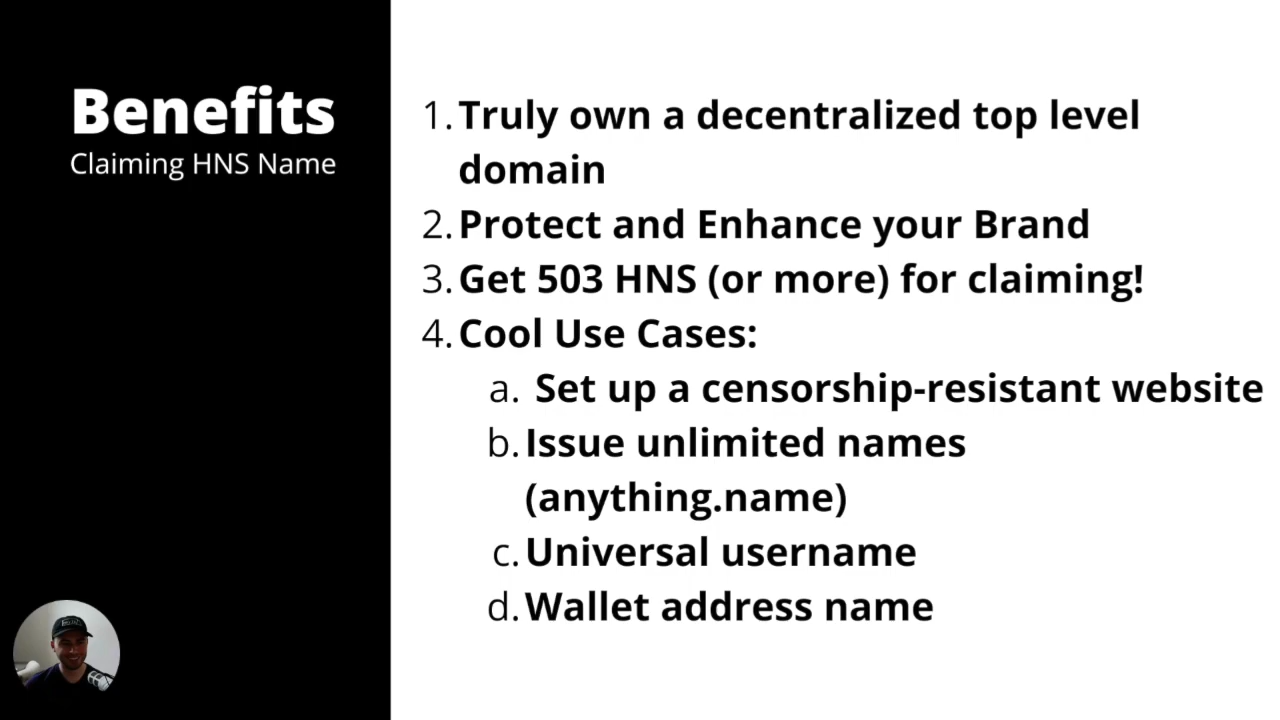 Benefits
Claiming HNS Name
1. Truly own a decentralized top level
domain
2. Protect and Enhance your Brand
3. Get 503 HNS (or more) for claiming!
4. Cool Use Cases:
a. Set up a censorship-resistant website
b. Issue unlimited names
(anything.name)
c. Universal username
d. Wallet address name